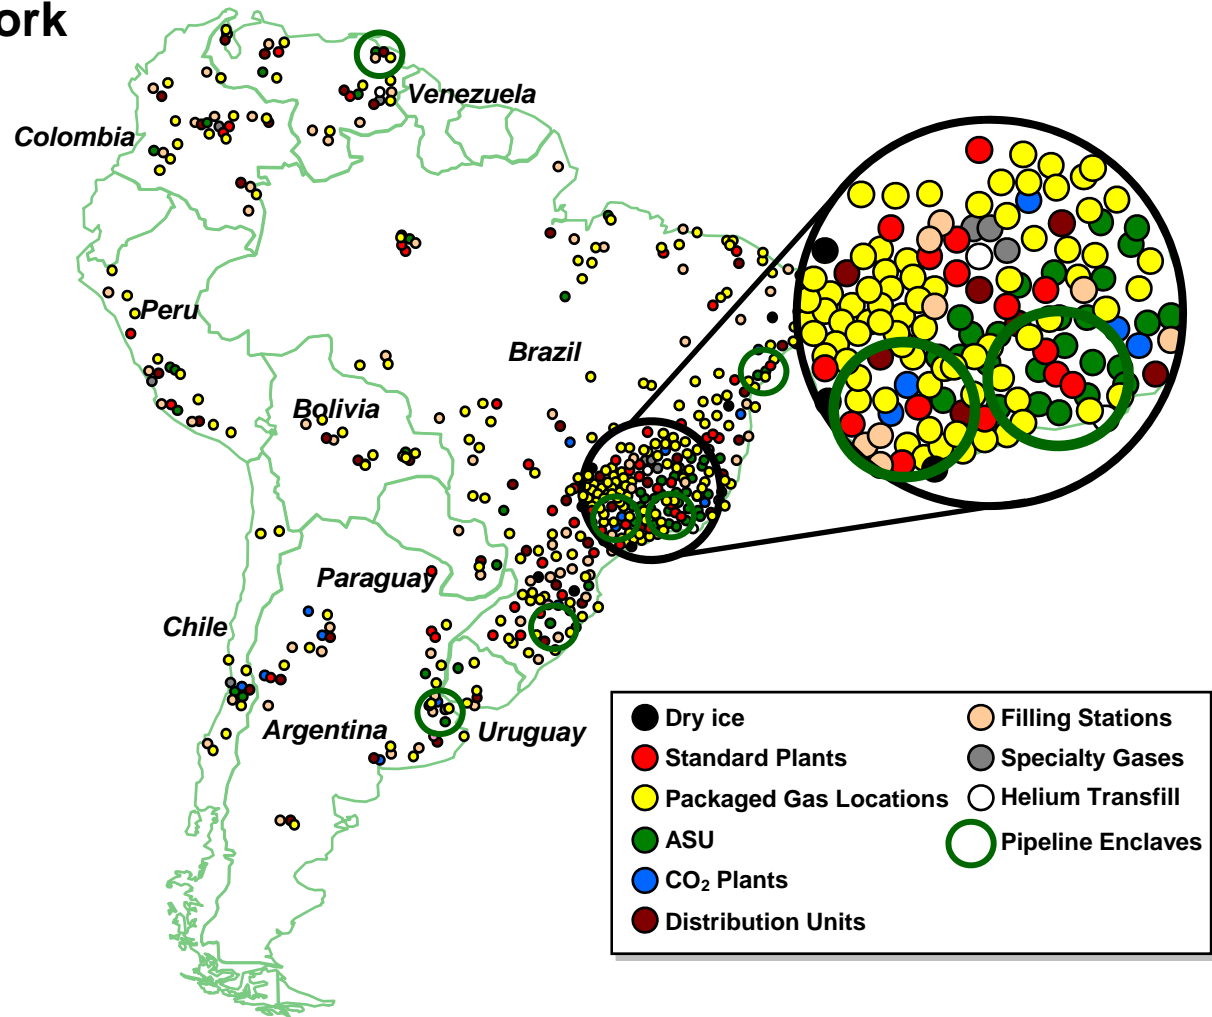 ork
Venezuela
Colombia
Peru
Brazil
Bolivia
Paraguay
Chile
Argentina
Uruguay
Dry ice
Standard Plants
Packaged Gas Locations
ASU
CO₂ Plants
Distribution Units
Filling Stations
Specialty Gases
Helium Transfill
Pipeline Enclaves